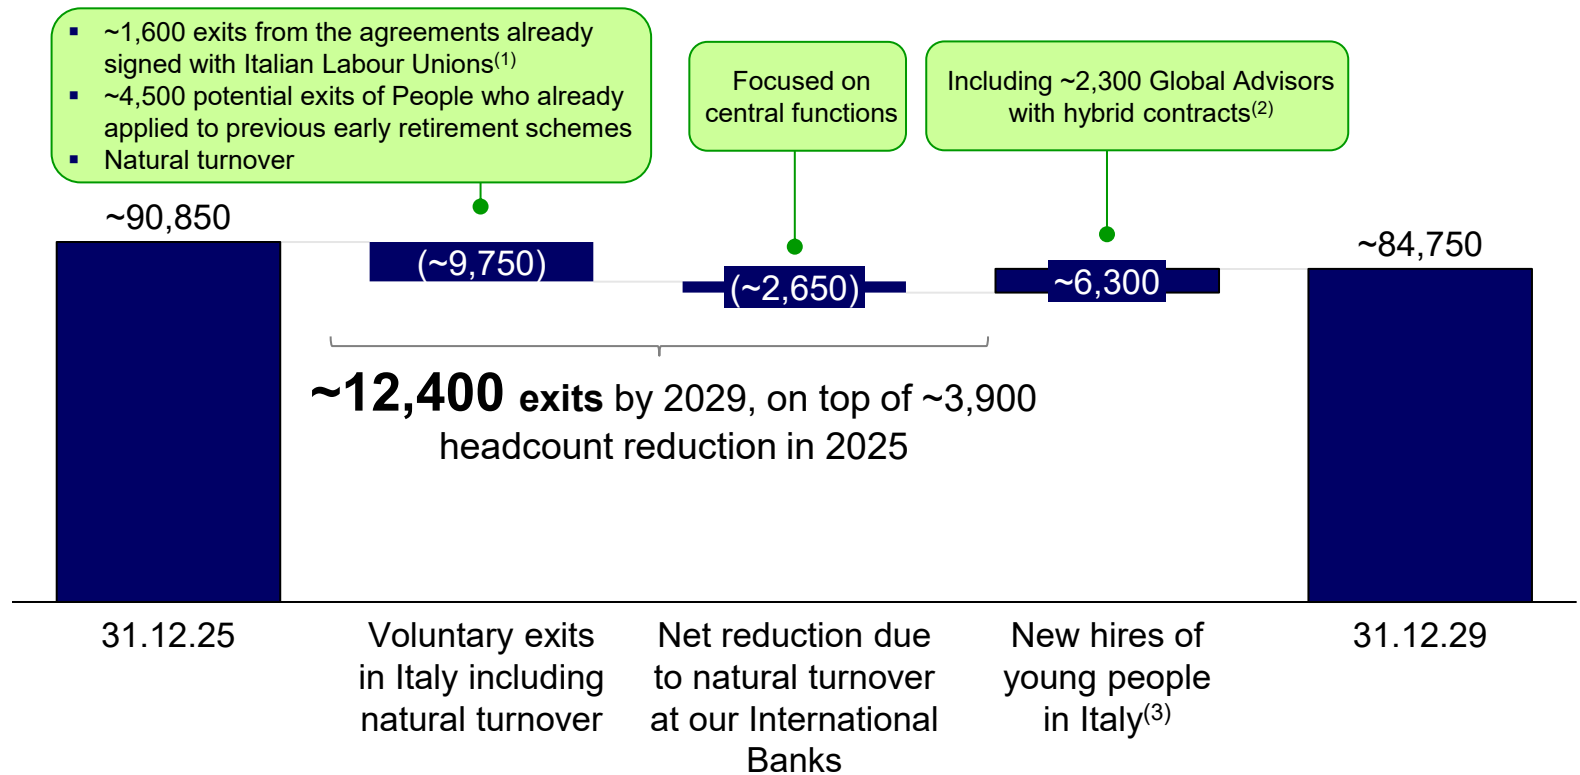 ▪ ~1,600 exits from the agreements already
signed with Italian Labour Unions(1)
▪ ~4,500 potential exits of People who already
applied to previous early retirement schemes
▪ Natural turnover
Focused on
central functions
Including ~2,300 Global Advisors
with hybrid contracts(2)
~90,850
(~9,750)
(~2,650)
~6,300
~84,750
~12,400 exits by 2029, on top of ~3,900
headcount reduction in 2025
31.12.25
Voluntary exits
in Italy including
natural turnover
Net reduction due
to natural turnover
at our International
Banks
New hires of
young people
in Italy(3)
31.12.29